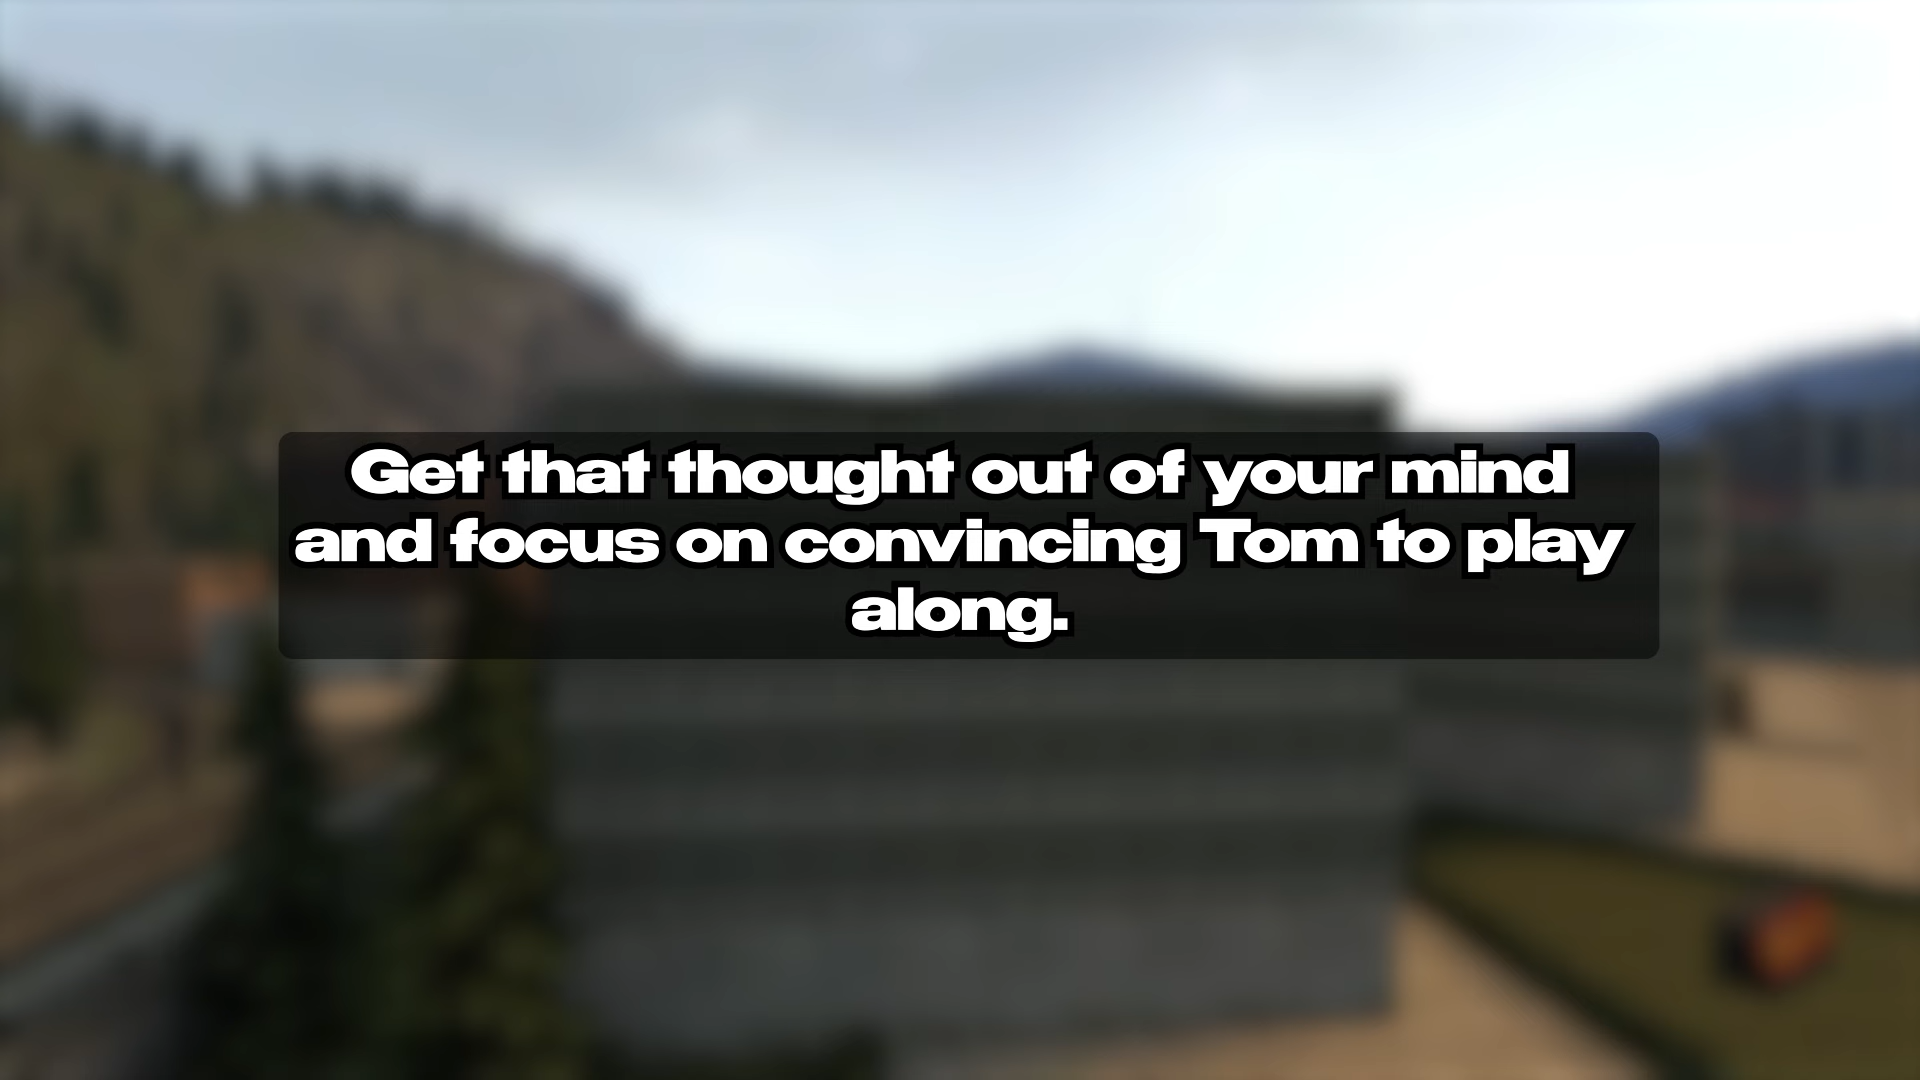 Get that thought out of your mind
and focus on convincing Tom to play
along.